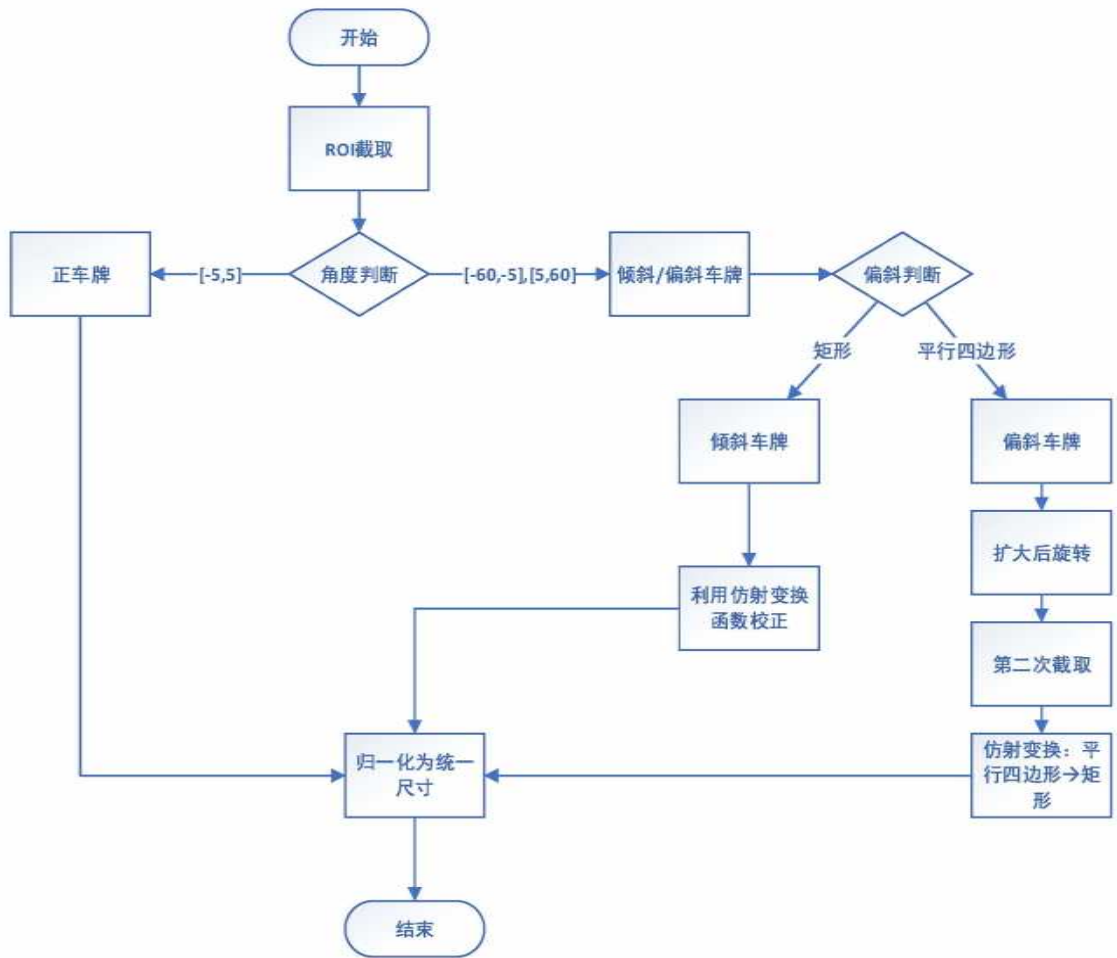 开始
ROI截取
正车牌
[-5,5]
角度判断
[-60,-5],[5,60]
倾斜/偏斜车牌
偏斜判断
矩形
平行四边形
倾斜车牌
偏斜车牌
扩大后旋转
利用仿射变换
函数校正
第二次截取
归一化为统一
尺寸
仿射变换：平
行四边形→矩
形
结束